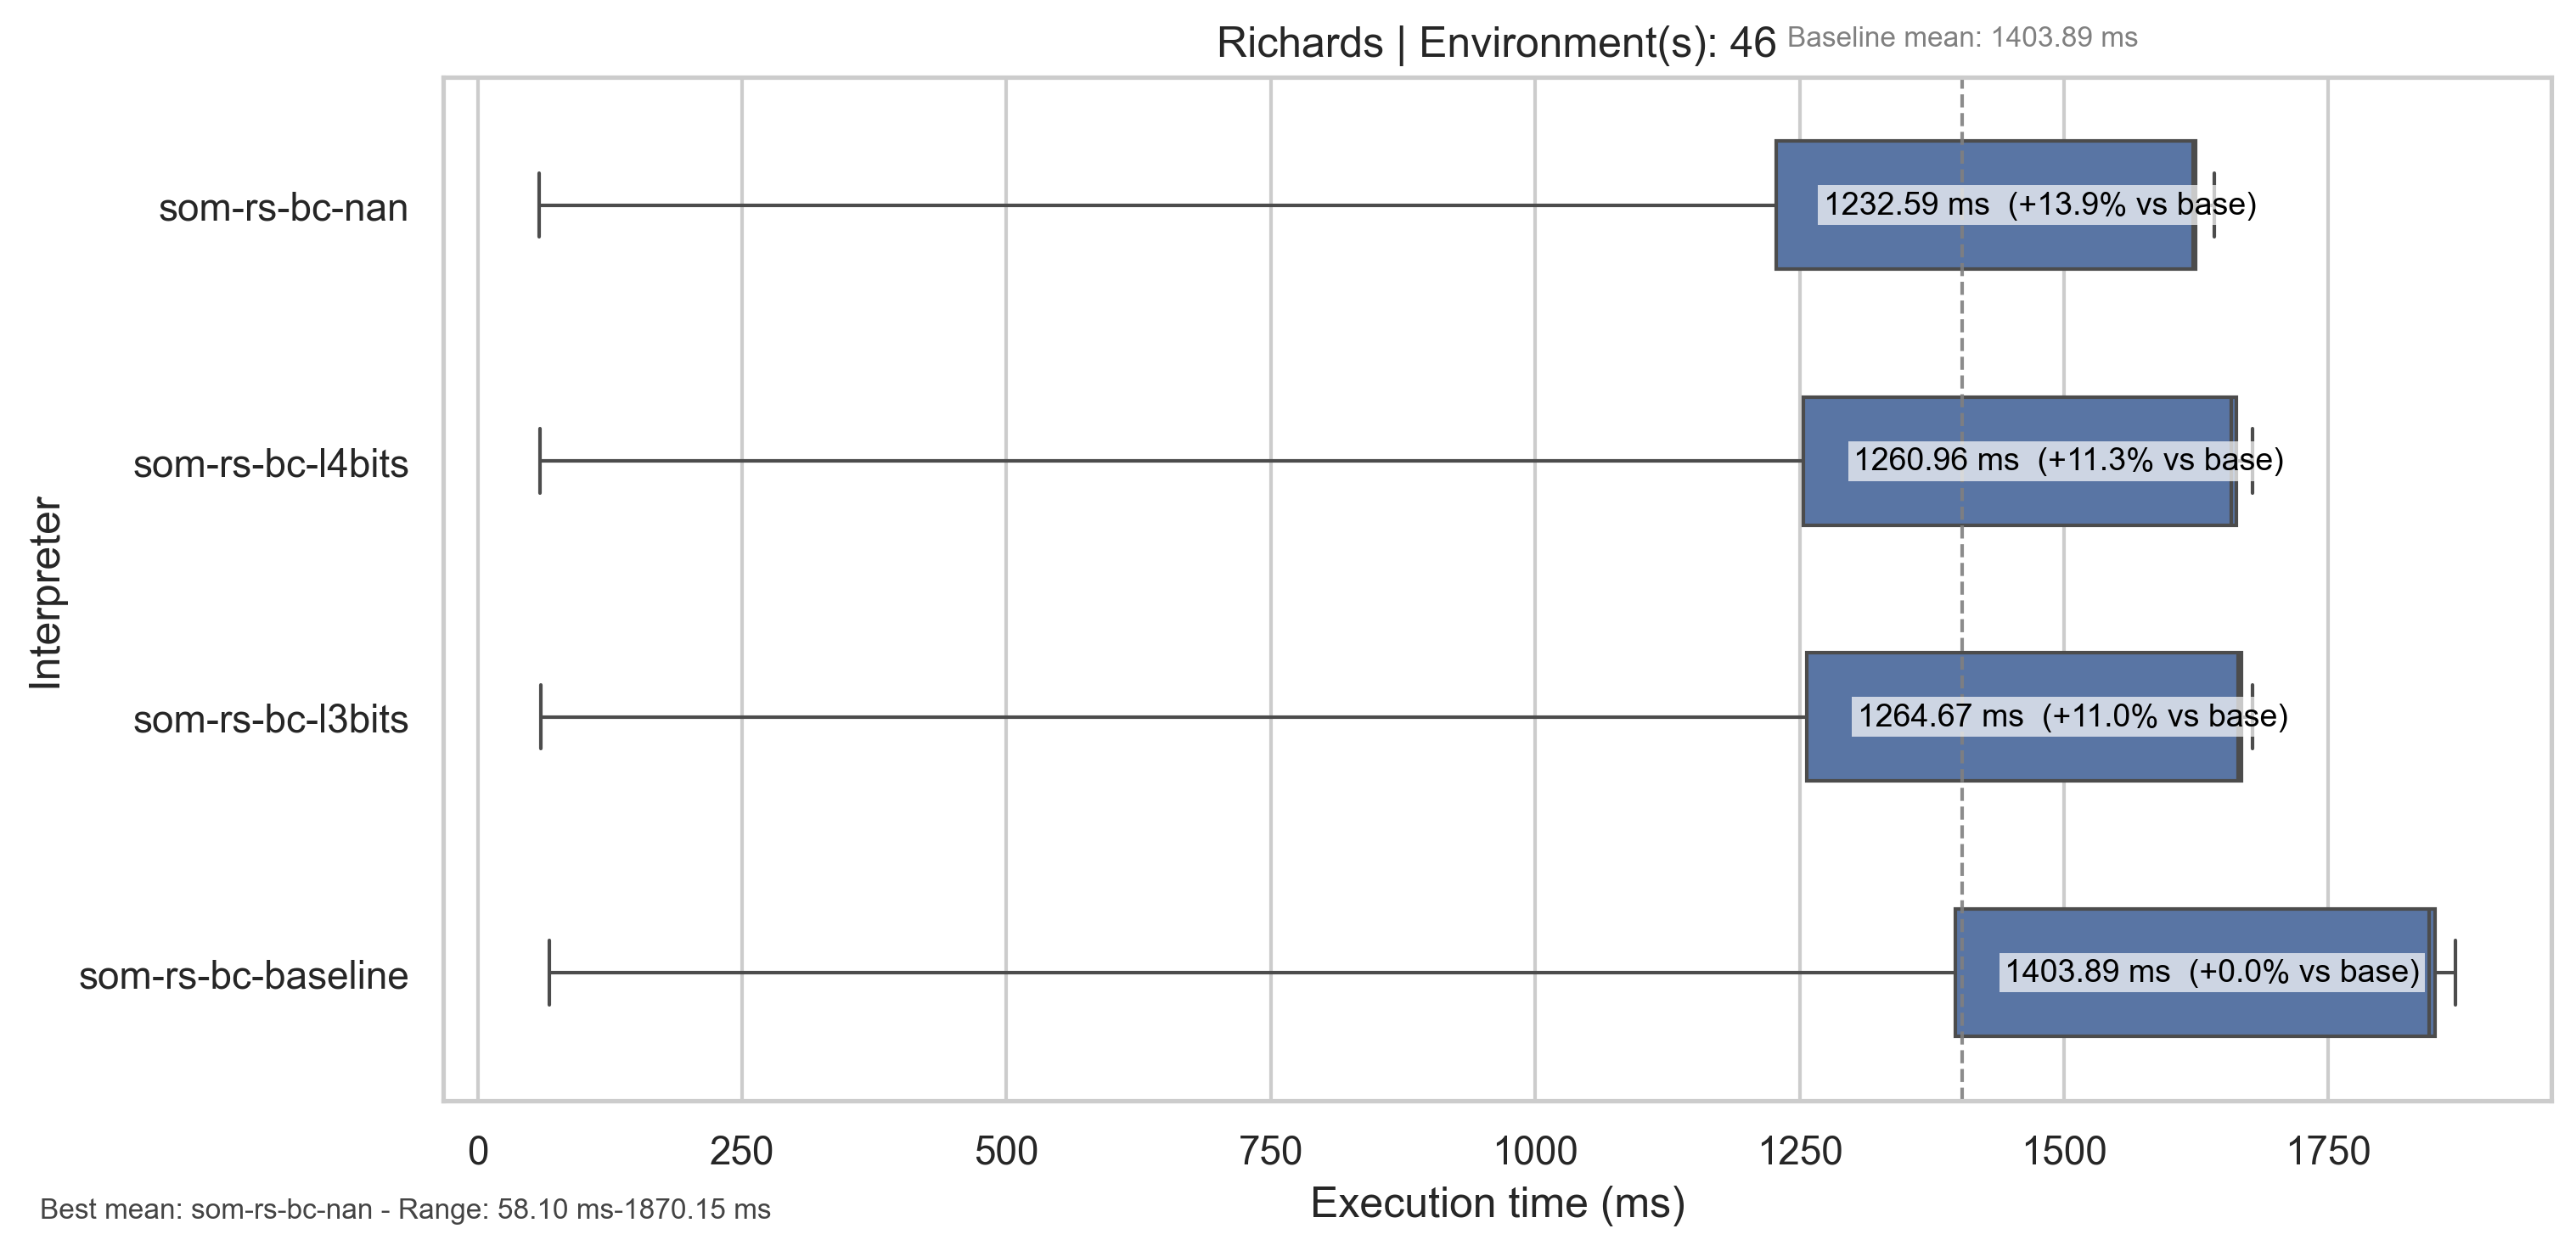 Richards | Environment(s): 46
Baseline mean: 1403.89 ms
som-rs-bc-nan
1232.59 ms  (+13.9% vs base)
som-rs-bc-l4bits
1260.96 ms  (+11.3% vs base)
som-rs-bc-l3bits
1264.67 ms  (+11.0% vs base)
som-rs-bc-baseline
1403.89 ms  (+0.0% vs base)
Interpreter
0 250 500 750 1000 1250 1500 1750
Execution time (ms)
Best mean: som-rs-bc-nan - Range: 58.10 ms-1870.15 ms